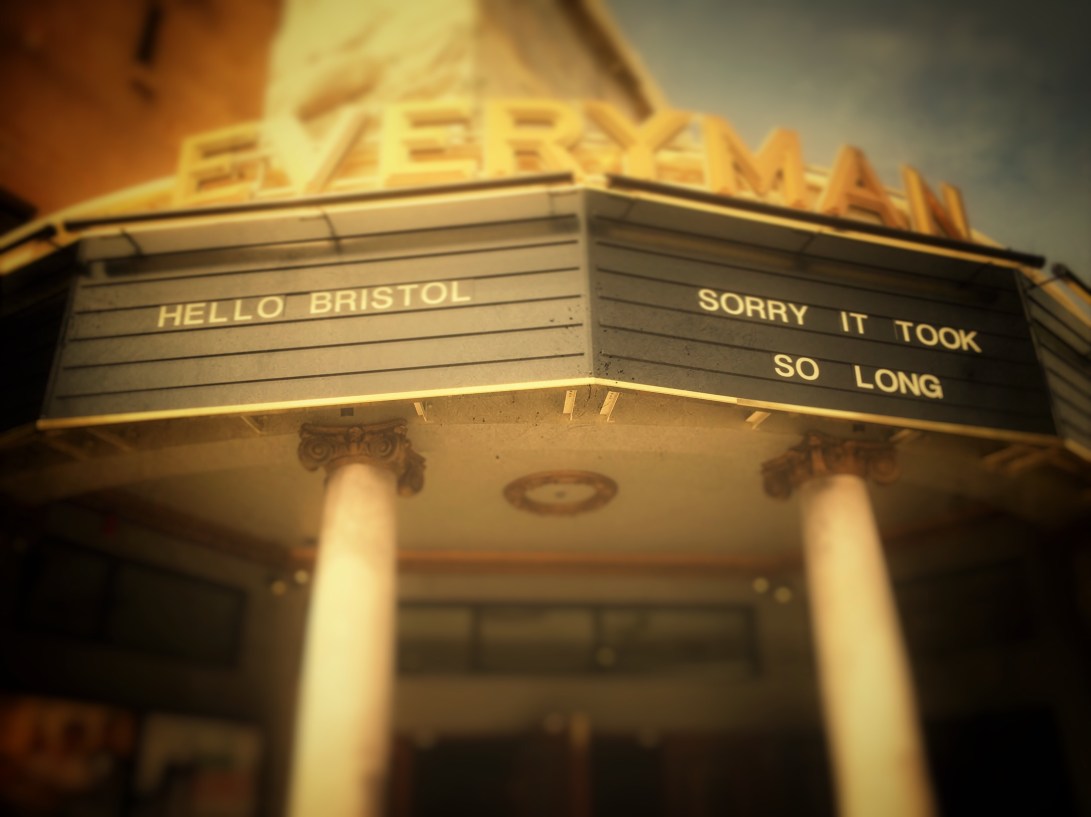 EVERYMAN
HELLO BRISTOL
SORRY IT TOOK
SO LONG